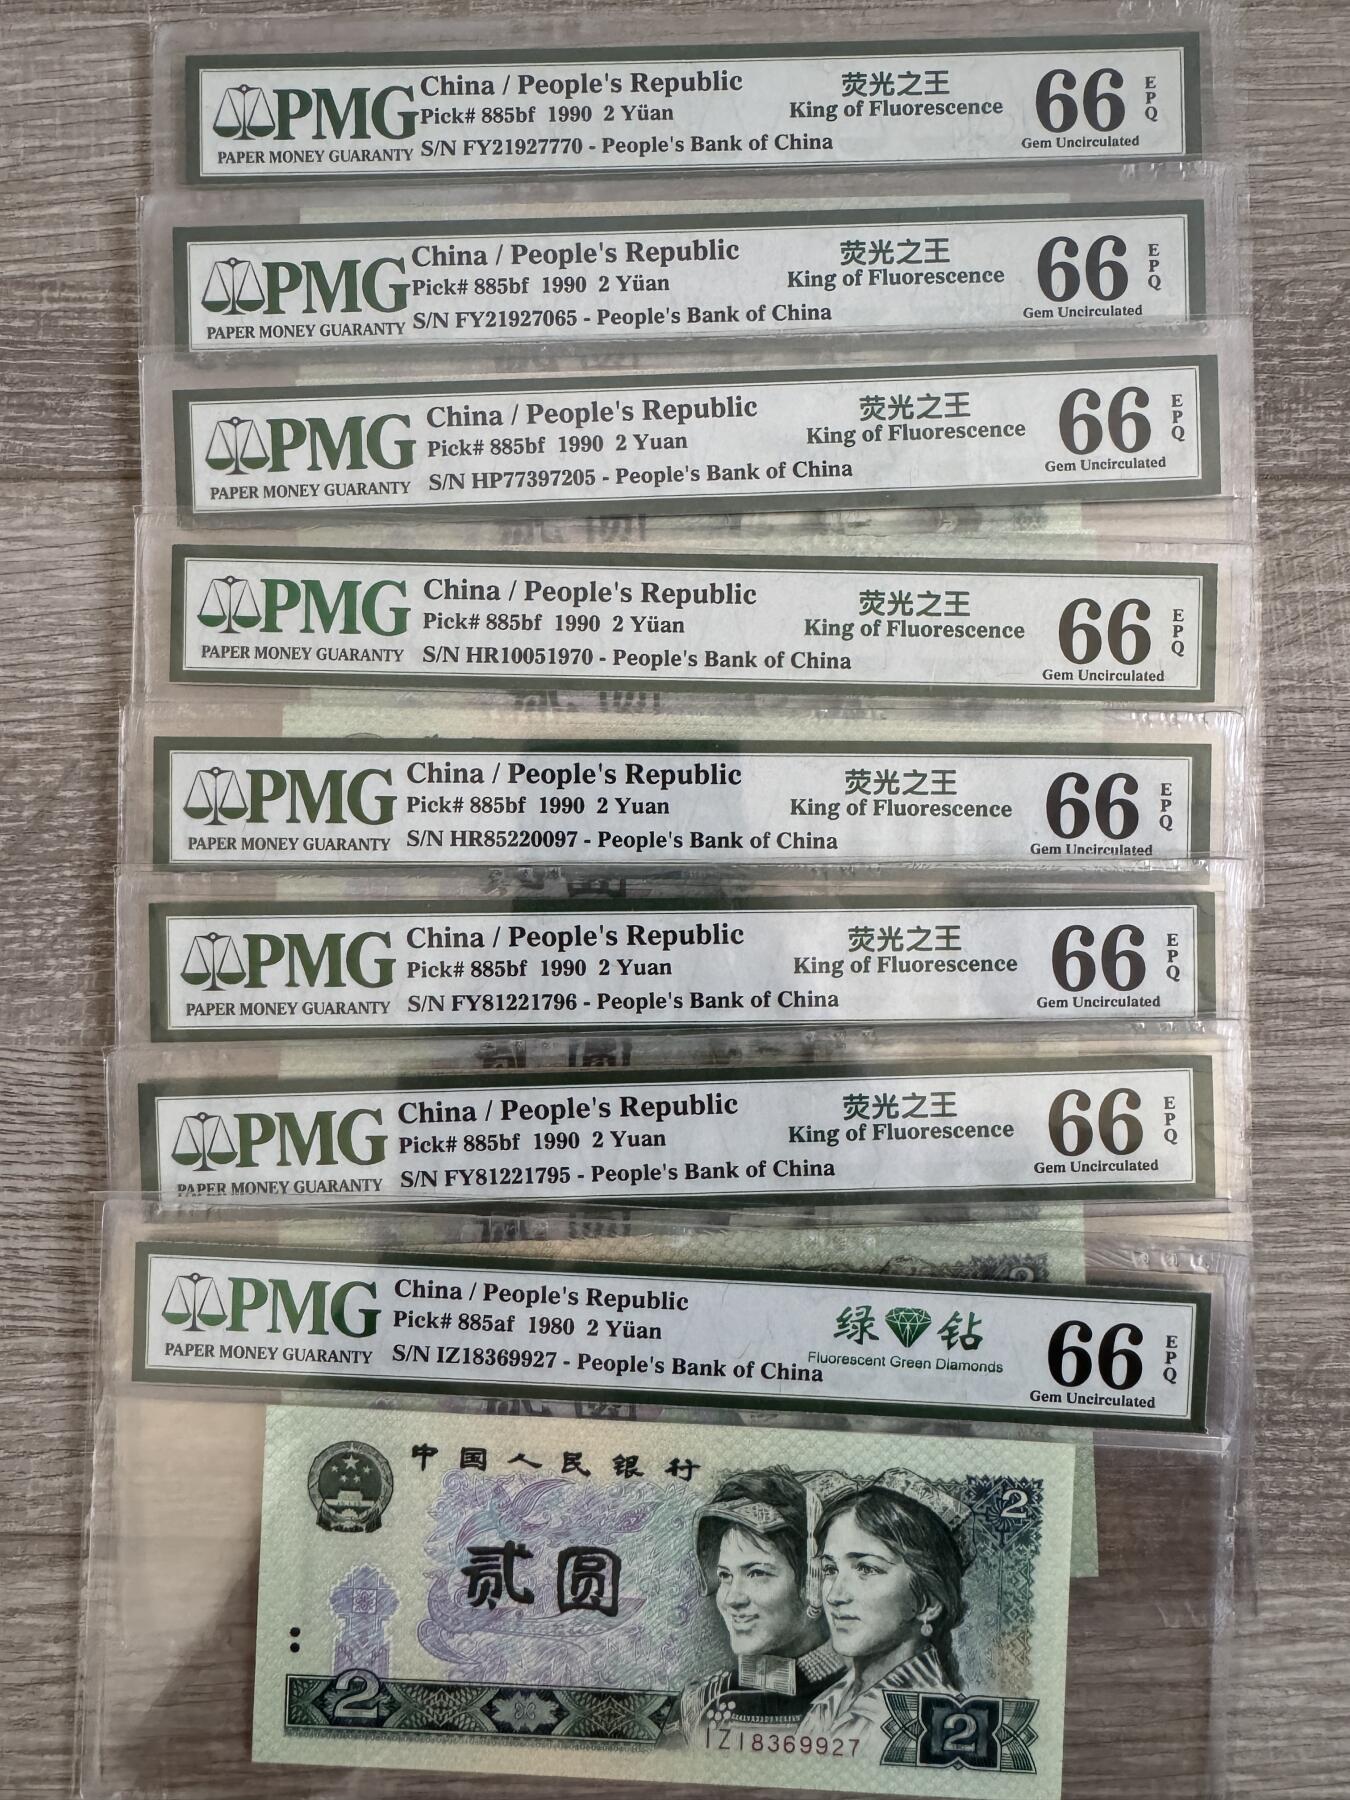 PMG
PAPER MONEY GUARANTY
China / People's Republic
Pick# 885bf 1990 2 Yüan
S/N FY21927770 - People's Bank of China
荧光之王
King of Fluorescence
66
EPQ
Gem Uncirculated
PMG
PAPER MONEY GUARANTY
China / People's Republic
Pick# 885bf 1990 2 Yüan
S/N FY21927065 - People's Bank of China
荧光之王
King of Fluorescence
66
EPQ
Gem Uncirculated
PMG
PAPER MONEY GUARANTY
China / People's Republic
Pick# 885bf 1990 2 Yuan
S/N HP77397205 - People's Bank of China
荧光之王
King of Fluorescence
66
EPQ
Gem Uncirculated
PMG
PAPER MONEY GUARANTY
China / People's Republic
Pick# 885bf 1990 2 Yüan
S/N HR10051970 - People's Bank of China
荧光之王
King of Fluorescence
66
EPQ
Gem Uncirculated
PMG
PAPER MONEY GUARANTY
China / People's Republic
Pick# 885bf 1990 2 Yuan
S/N HR85220097 - People's Bank of China
荧光之王
King of Fluorescence
66
EPQ
Gem Uncirculated
PMG
PAPER MONEY GUARANTY
China / People's Republic
Pick# 885bf 1990 2 Yuan
S/N FY81221796 - People's Bank of China
荧光之王
King of Fluorescence
66
EPQ
Gem Uncirculated
PMG
PAPER MONEY GUARANTY
China / People's Republic
Pick# 885bf 1990 2 Yuan
S/N FY81221795 - People's Bank of China
荧光之王
King of Fluorescence
66
EPQ
Gem Uncirculated
PMG
PAPER MONEY GUARANTY
China / People's Republic
Pick# 885af 1980 2 Yüan
S/N IZ18369927 - People's Bank of China
绿钻
Fluorescent Green Diamonds
66
EPQ
Gem Uncirculated
中国人民银行
2
贰圆
2
IZ18369927
2